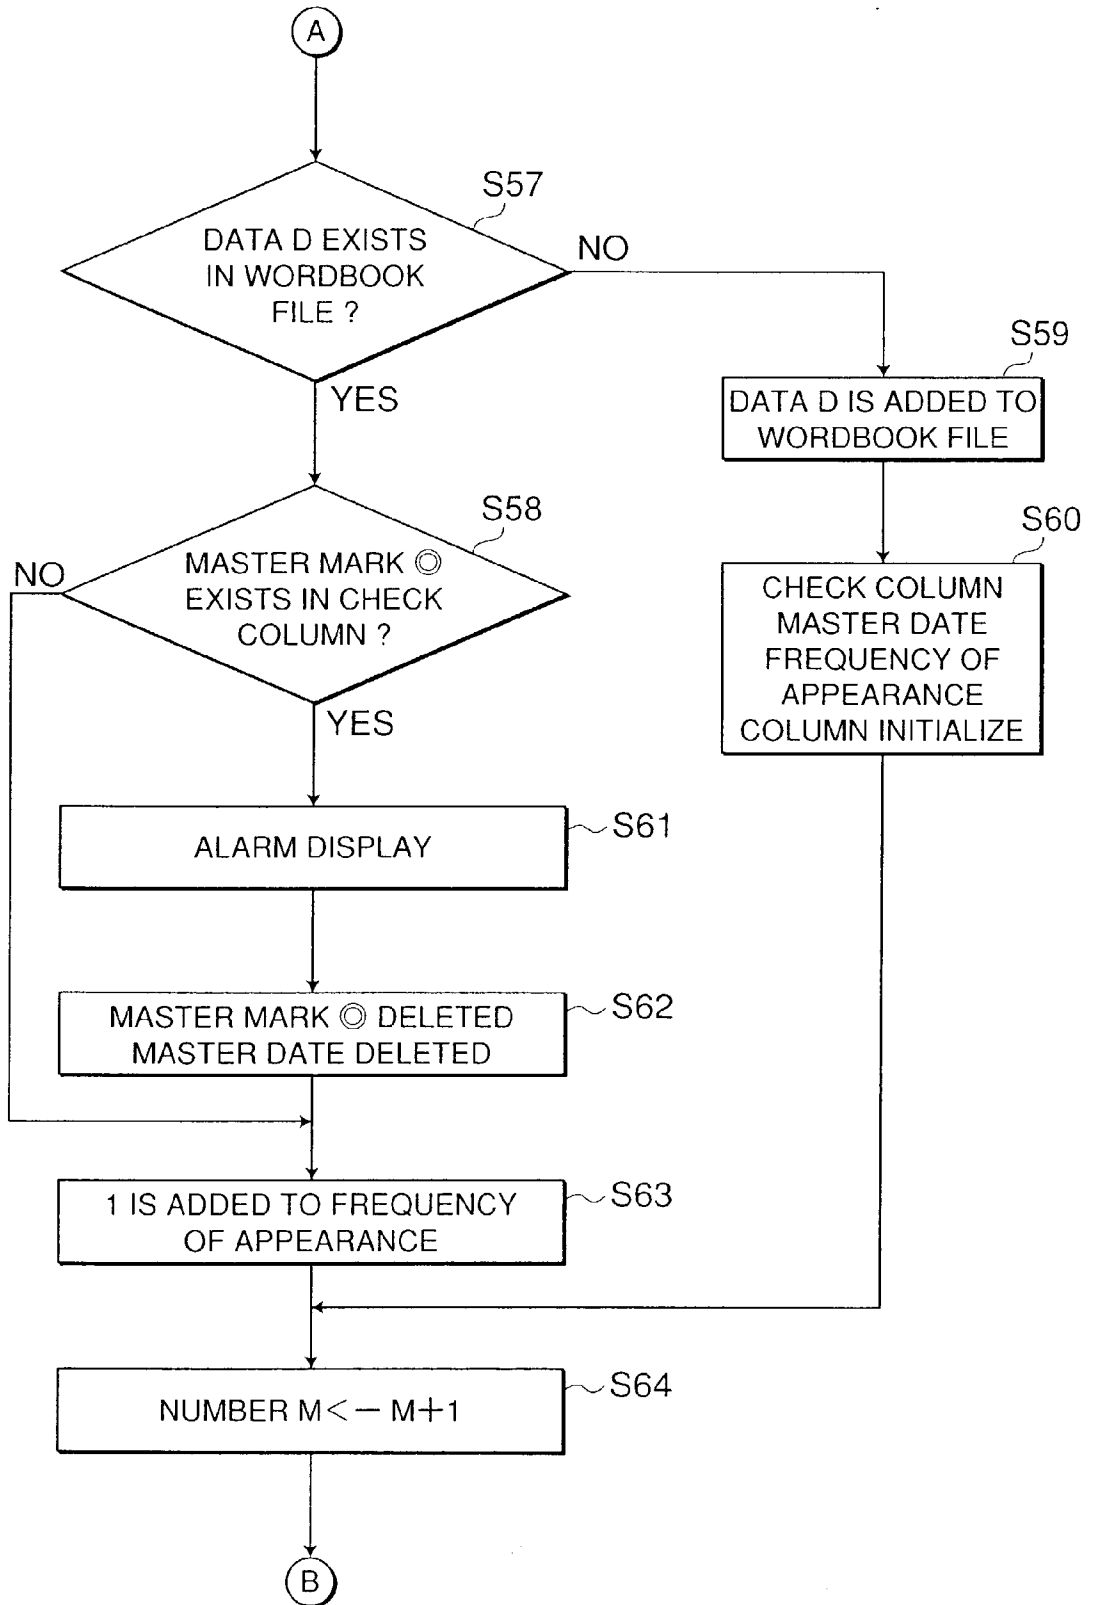 A
S57
DATA D EXISTS
IN WORDBOOK
FILE ?
NO
YES
S59
DATA D IS ADDED TO
WORDBOOK FILE
S58
MASTER MARK ◎
EXISTS IN CHECK
COLUMN ?
NO
YES
S60
CHECK COLUMN
MASTER DATE
FREQUENCY OF
APPEARANCE
COLUMN INITIALIZE
S61
ALARM DISPLAY
S62
MASTER MARK ◎ DELETED
MASTER DATE DELETED
S63
1 IS ADDED TO FREQUENCY
OF APPEARANCE
S64
NUMBER M<− M+1
B